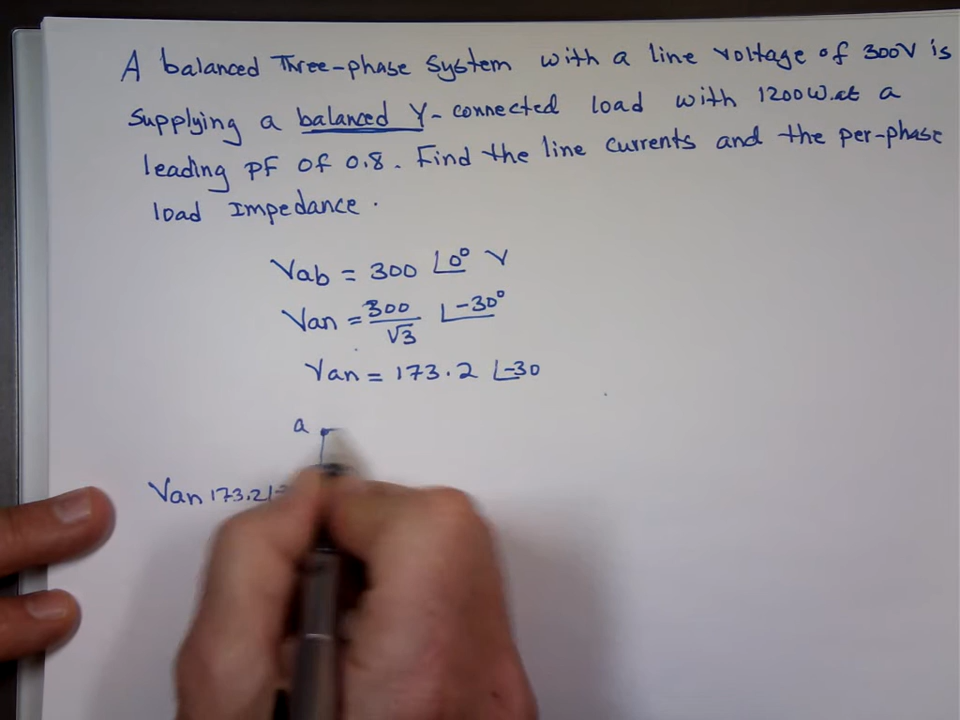 A balanced Three-phase System with a line voltage of 300V is
Supplying a balanced Y-connected load with 1200W.at a
leading PF of 0.8. Find the line currents and the per-phase
load Impedance.
Vab = 300 ∠0° V
Van = 300/√3 ∠-30°
Van = 173.2 ∠-30
a
Van 173.2∠-